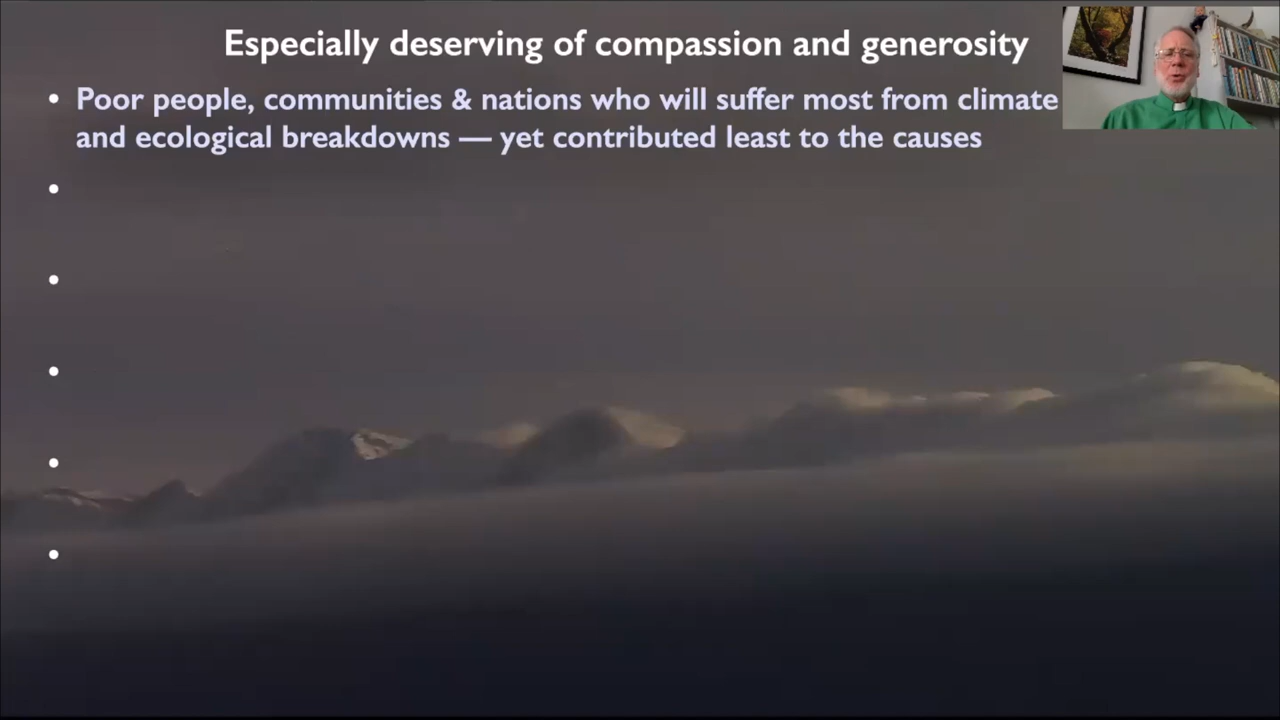 Especially deserving of compassion and generosity
• Poor people, communities & nations who will suffer most from climate
and ecological breakdowns — yet contributed least to the causes
•
•
•
•
•